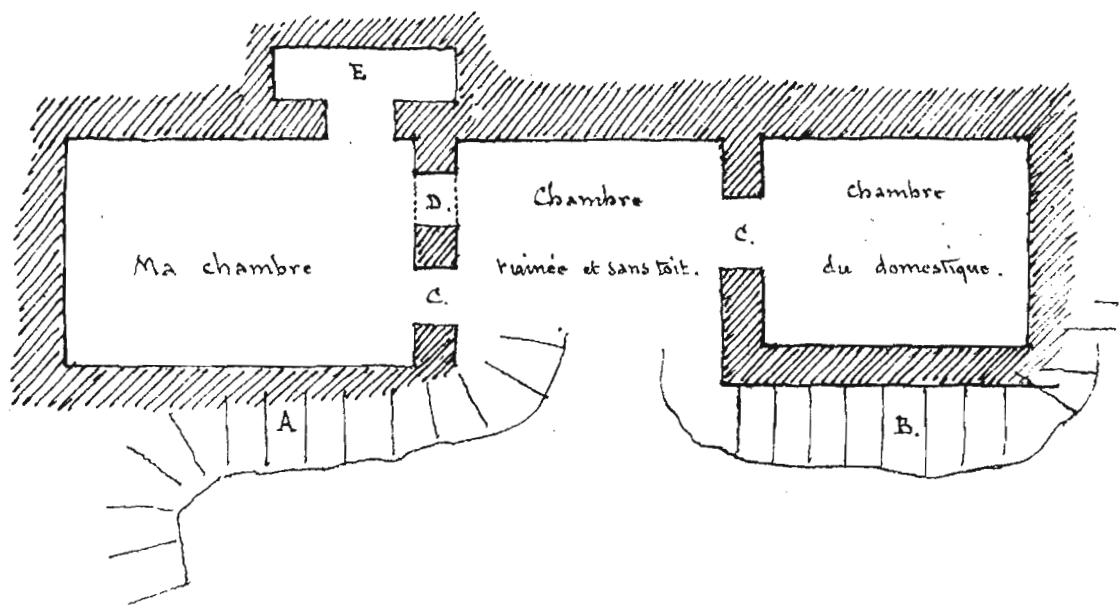 E
D.
Chambre
chambre
Ma chambre
ruinée et sans toit.
C.
du domestique.
C.
A
B.